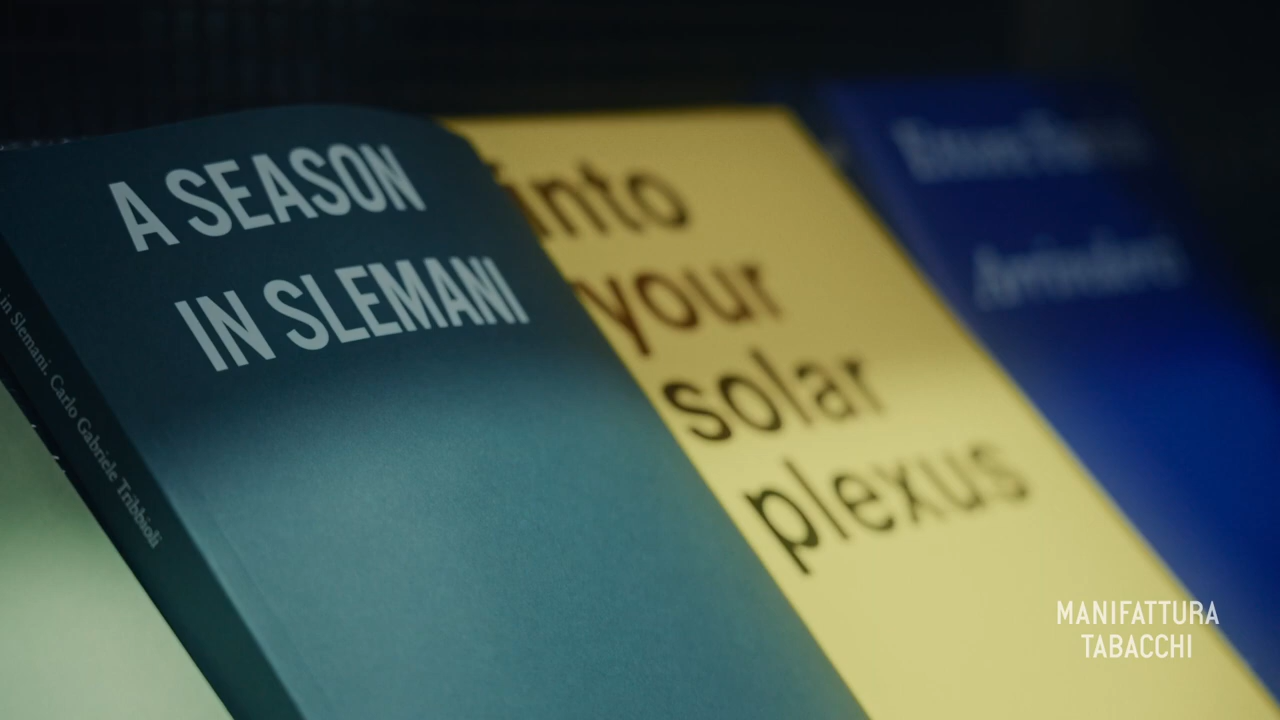 A SEASON
IN SLEMANI
in Slemani. Carlo Gabriele Tribbioli
into
your
solar
plexus
MANIFATTURA
TABACCHI